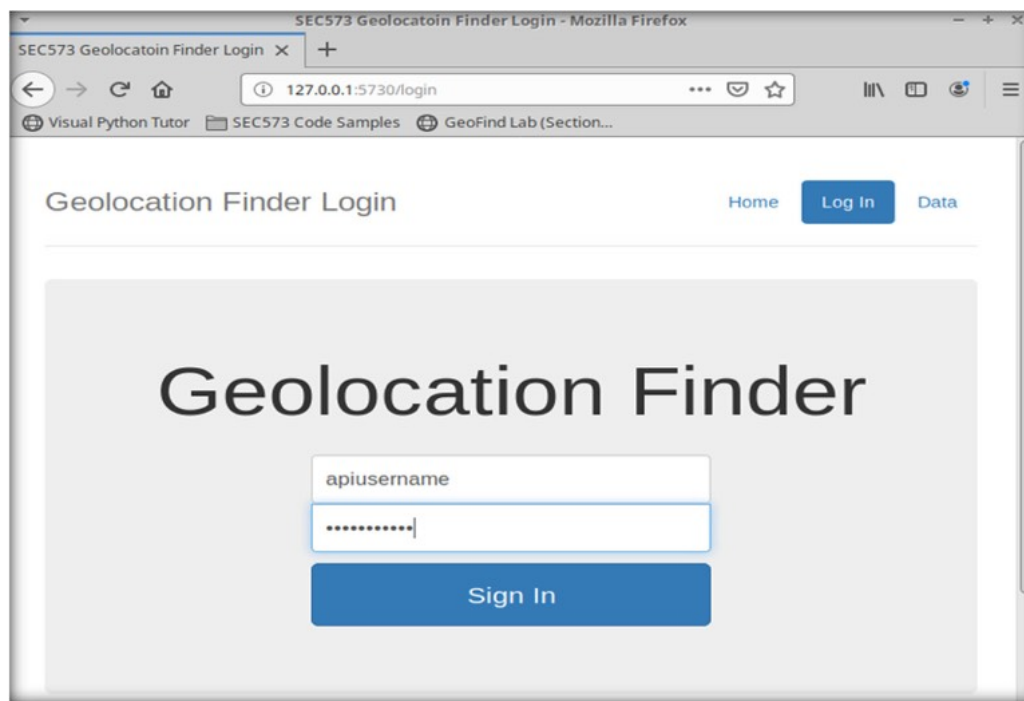 SEC573 Geolocatoin Finder Login - Mozilla Firefox
SEC573 Geolocatoin Finder Login
127.0.0.1:5730/login
Visual Python Tutor SEC573 Code Samples GeoFind Lab (Section...
Geolocation Finder Login Home Log In Data
Geolocation Finder
apiusername
•••••••••••
Sign In